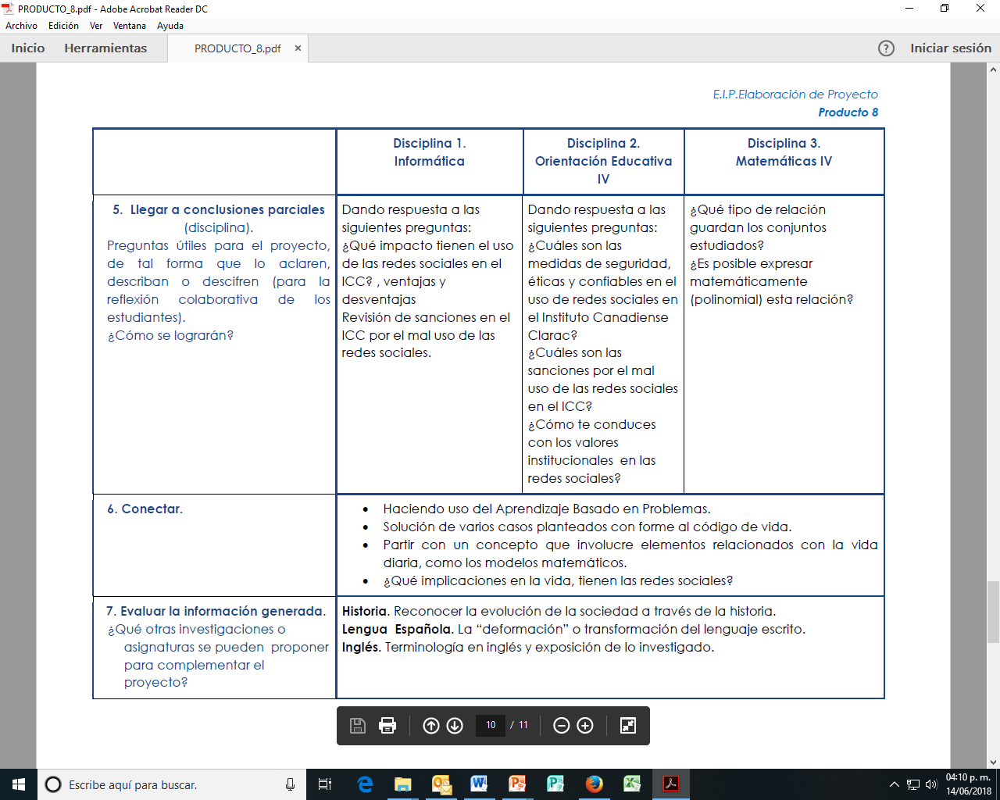 PRODUCTO_8.pdf - Adobe Acrobat Reader DC
Archivo Edición Ver Ventana Ayuda
Inicio Herramientas PRODUCTO_8.pdf × ? Iniciar sesión
E.I.P.Elaboración de Proyecto
Producto 8
Disciplina 1.
Informática
Disciplina 2.
Orientación Educativa
IV
Disciplina 3.
Matemáticas IV
5. Llegar a conclusiones parciales
(disciplina).
Preguntas útiles para el proyecto,
de tal forma que lo aclaren,
describan o descifren (para la
reflexión colaborativa de los
estudiantes).
¿Cómo se lograrán?
Dando respuesta a las
siguientes preguntas:
¿Qué impacto tienen el uso
de las redes sociales en el
ICC? , ventajas y
desventajas
Revisión de sanciones en el
ICC por el mal uso de las
redes sociales.
Dando respuesta a las
siguientes preguntas:
¿Cuáles son las
medidas de seguridad,
éticas y confiables en el
uso de redes sociales en
el Instituto Canadiense
Clarac?
¿Cuáles son las
sanciones por el mal
uso de las redes sociales
en el ICC?
¿Cómo te conduces
con los valores
institucionales en las
redes sociales?
¿Qué tipo de relación
guardan los conjuntos
estudiados?
¿Es posible expresar
matemáticamente
(polinomial) esta relación?
6. Conectar.
• Haciendo uso del Aprendizaje Basado en Problemas.
• Solución de varios casos planteados con forme al código de vida.
• Partir con un concepto que involucre elementos relacionados con la vida
diaria, como los modelos matemáticos.
• ¿Qué implicaciones en la vida, tienen las redes sociales?
7. Evaluar la información generada.
¿Qué otras investigaciones o
asignaturas se pueden proponer
para complementar el
proyecto?
Historia. Reconocer la evolución de la sociedad a través de la historia.
Lengua Española. La “deformación” o transformación del lenguaje escrito.
Inglés. Terminología en inglés y exposición de lo investigado.
10 / 11
Escribe aquí para buscar.
04:10 p. m.
14/06/2018